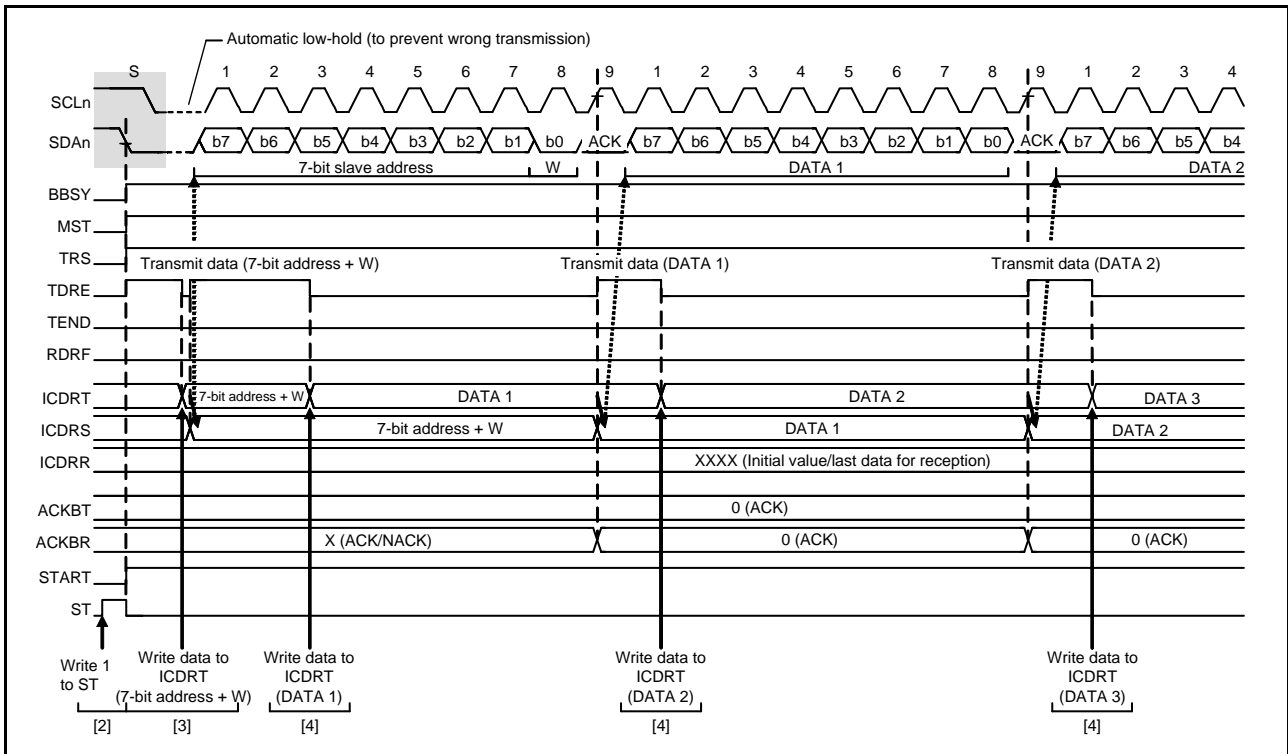 Automatic low-hold (to prevent wrong transmission)
S 1 2 3 4 5 6 7 8 9 1 2 3 4 5 6 7 8 9 1 2 3 4
SCLn
SDAn b7 b6 b5 b4 b3 b2 b1 b0 ACK b7 b6 b5 b4 b3 b2 b1 b0 ACK b7 b6 b5 b4
7-bit slave address W DATA 1 DATA 2
BBSY
MST
TRS
Transmit data (7-bit address + W) Transmit data (DATA 1) Transmit data (DATA 2)
TDRE
TEND
RDRF
ICDRT 7-bit address + W DATA 1 DATA 2 DATA 3
ICDRS 7-bit address + W DATA 1 DATA 2
ICDRR XXXX (Initial value/last data for reception)
ACKBT 0 (ACK)
ACKBR X (ACK/NACK) 0 (ACK) 0 (ACK)
START
ST
Write 1
to ST
Write data to
ICDRT
(7-bit address + W)
Write data to
ICDRT
(DATA 1)
Write data to
ICDRT
(DATA 2)
Write data to
ICDRT
(DATA 3)
[2] [3] [4] [4] [4]